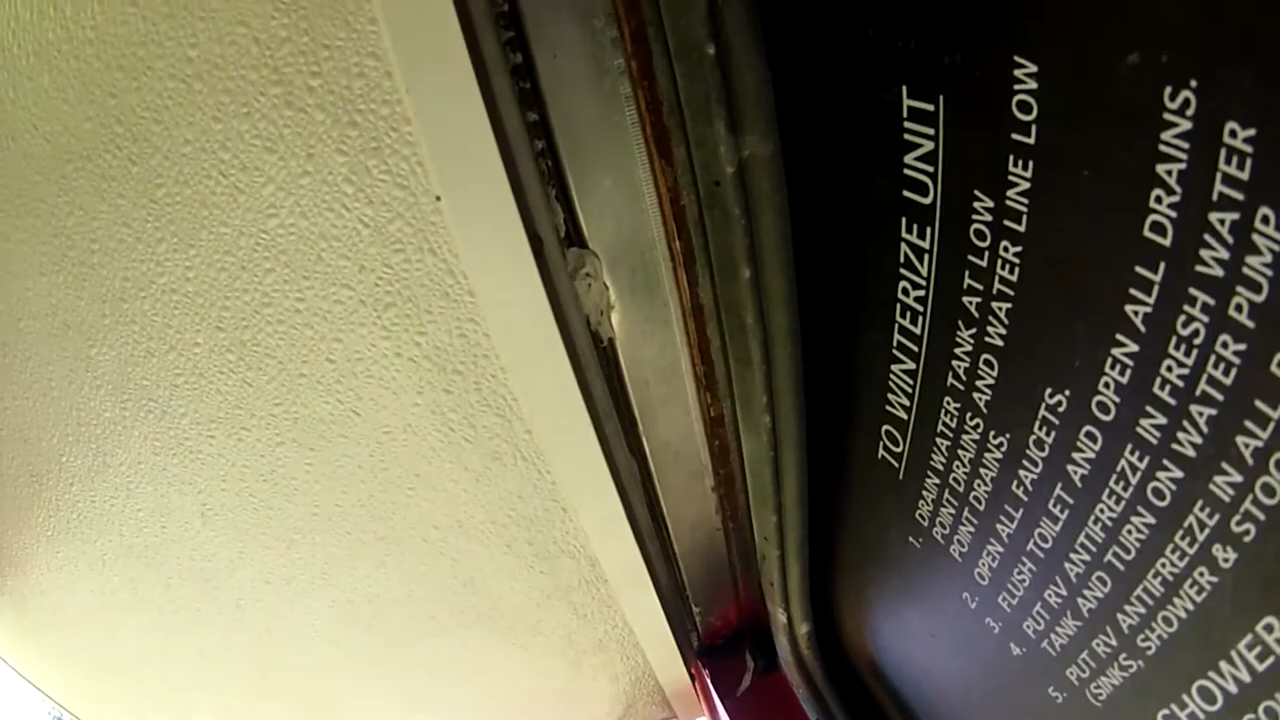 TO WINTERIZE UNIT
1. DRAIN WATER TANK AT LOW
POINT DRAINS AND WATER LINE LOW
POINT DRAINS.
2. OPEN ALL FAUCETS.
3. FLUSH TOILET AND OPEN ALL DRAINS.
4. PUT RV ANTIFREEZE IN FRESH WATER
TANK AND TURN ON WATER PUMP
5. PUT RV ANTIFREEZE IN ALL
(SINKS, SHOWER &
SHOWER